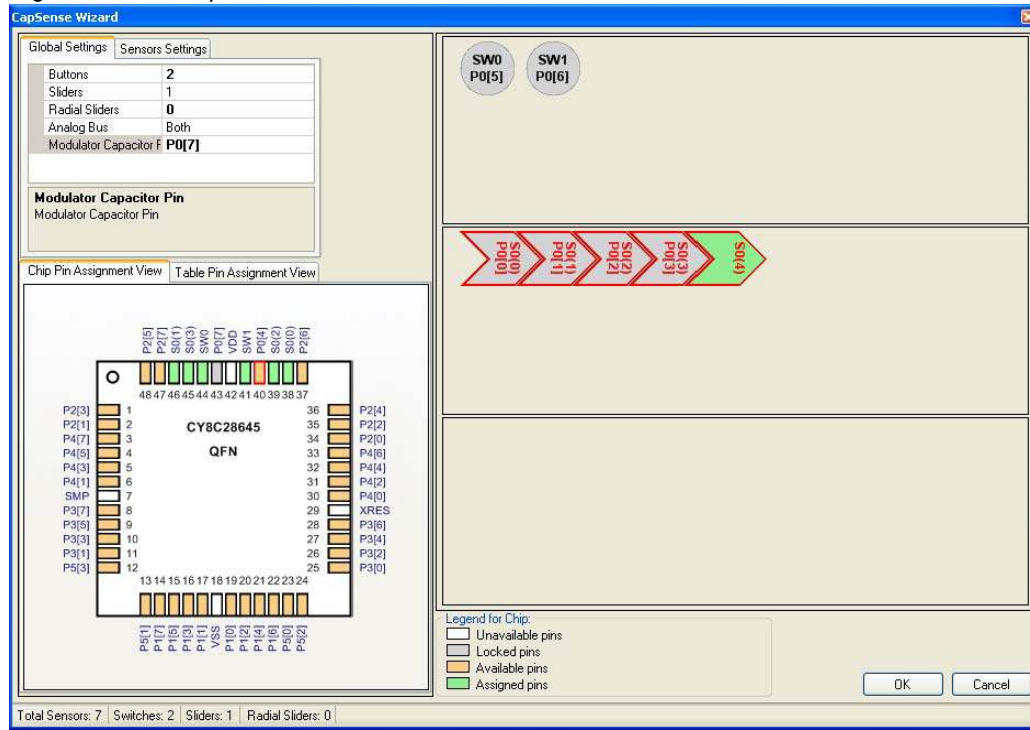 CapSense Wizard
Global Settings
Sensors Settings
Buttons 2
Sliders 1
Radial Sliders 0
Analog Bus Both
Modulator Capacitor P P0[7]
Modulator Capacitor Pin
Modulator Capacitor Pin
Chip Pin Assignment View
Table Pin Assignment View
P2[5] P2[7] S0(1) S0(3) SW0 P0[7] VDD SW1 P0[4] S0(2) S0(0) P2[6]
48 47 46 45 44 43 42 41 40 39 38 37
P2[3] 1 36 P2[4]
P2[1] 2 CY8C28645 35 P2[2]
P4[7] 3 34 P2[0]
P4[5] 4 QFN 33 P4[6]
P4[3] 5 32 P4[4]
P4[1] 6 31 P4[2]
SMP 7 30 P4[0]
P3[7] 8 29 XRES
P3[5] 9 28 P3[6]
P3[3] 10 27 P3[4]
P3[1] 11 26 P3[2]
P5[3] 12 25 P3[0]
13 14 15 16 17 18 19 20 21 22 23 24
P5[1] P1[7] P1[5] P1[3] P1[1] VSS P1[0] P1[2] P1[4] P1[6] P5[0] P5[2]
SW0 SW1
P0[5] P0[6]
S0(0) S0(1) S0(2) S0(3) S0(4)
P0[0] P0[1] P0[2] P0[3]
Legend for Chip:
Unavailable pins
Locked pins
Available pins
Assigned pins
OK Cancel
Total Sensors: 7 Switches: 2 Sliders: 1 Radial Sliders: 0